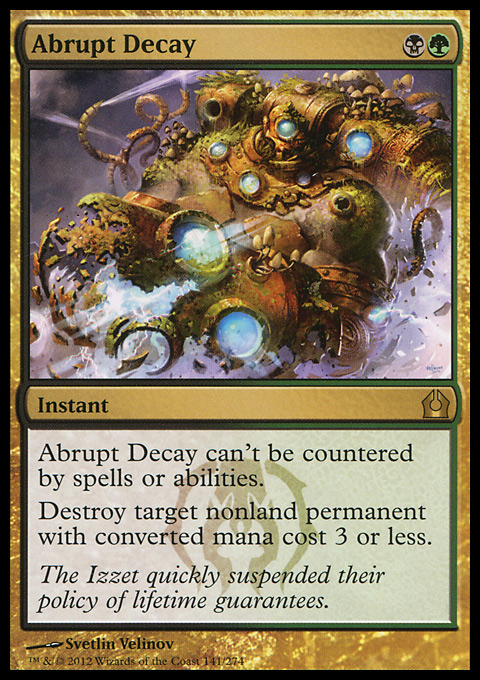 Abrupt Decay
Instant
Abrupt Decay can't be countered
by spells or abilities.
Destroy target nonland permanent
with converted mana cost 3 or less.
The Izzet quickly suspended their
policy of lifetime guarantees.
Svetlin Velinov
™ & © 2012 Wizards of the Coast 141/274